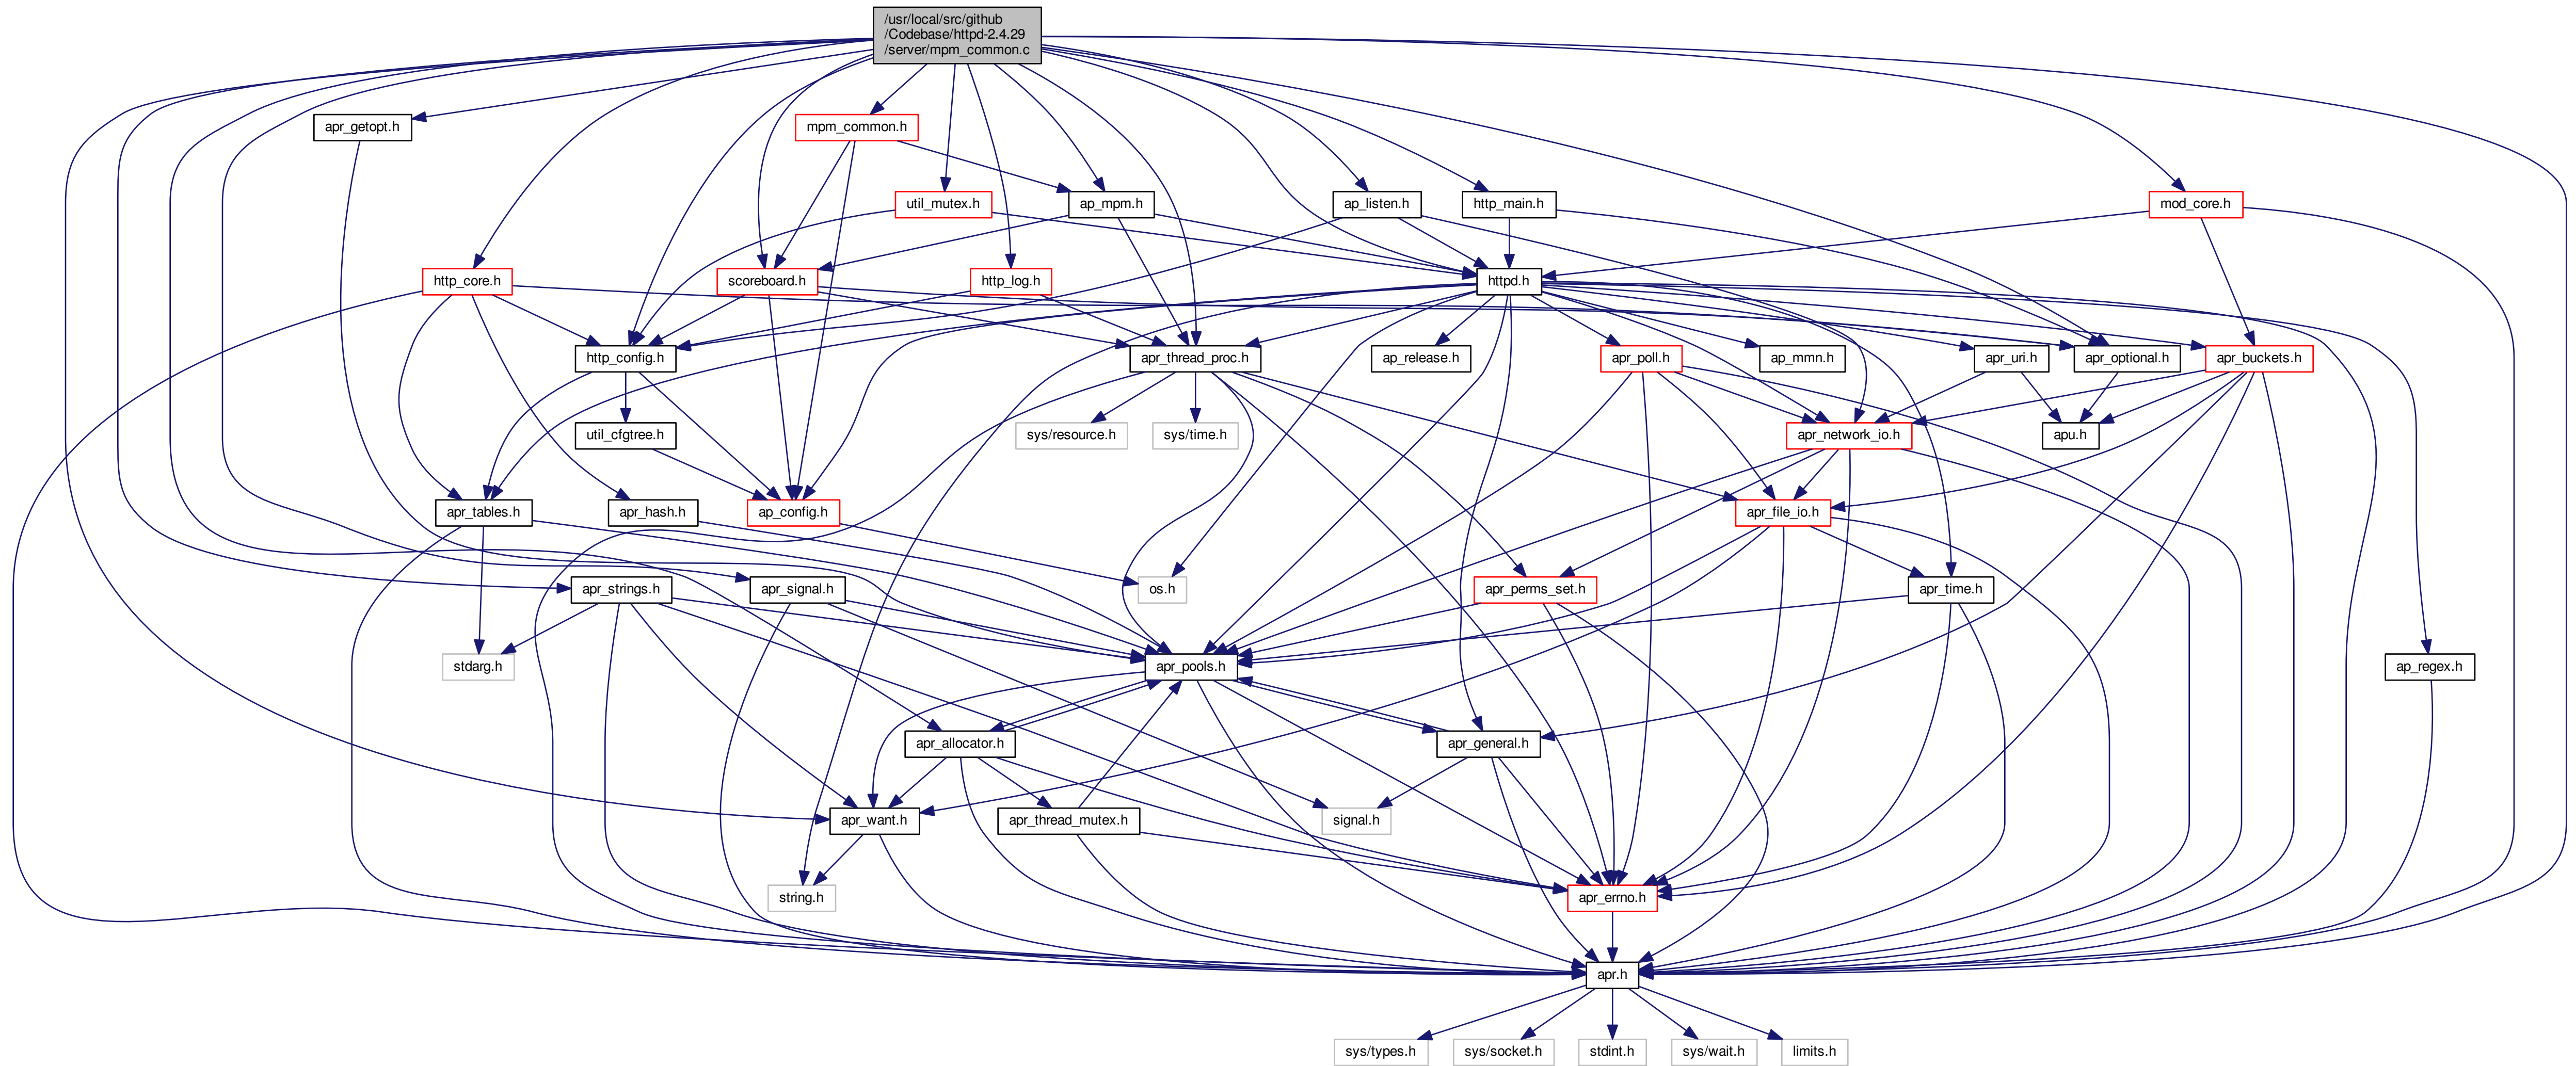 /usr/local/src/github
/Codebase/httpd-2.4.29
/server/mpm_common.c
apr_getopt.h
mpm_common.h
util_mutex.h
ap_mpm.h
ap_listen.h
http_main.h
mod_core.h
http_core.h
scoreboard.h
http_log.h
httpd.h
http_config.h
apr_thread_proc.h
ap_release.h
apr_poll.h
ap_mmn.h
apr_uri.h
apr_optional.h
apr_buckets.h
util_cfgtree.h
sys/resource.h
sys/time.h
apr_network_io.h
apu.h
apr_tables.h
apr_hash.h
ap_config.h
apr_file_io.h
apr_strings.h
apr_signal.h
os.h
apr_perms_set.h
apr_time.h
stdarg.h
apr_pools.h
ap_regex.h
apr_allocator.h
apr_general.h
apr_want.h
apr_thread_mutex.h
signal.h
string.h
apr_errno.h
apr.h
sys/types.h
sys/socket.h
stdint.h
sys/wait.h
limits.h